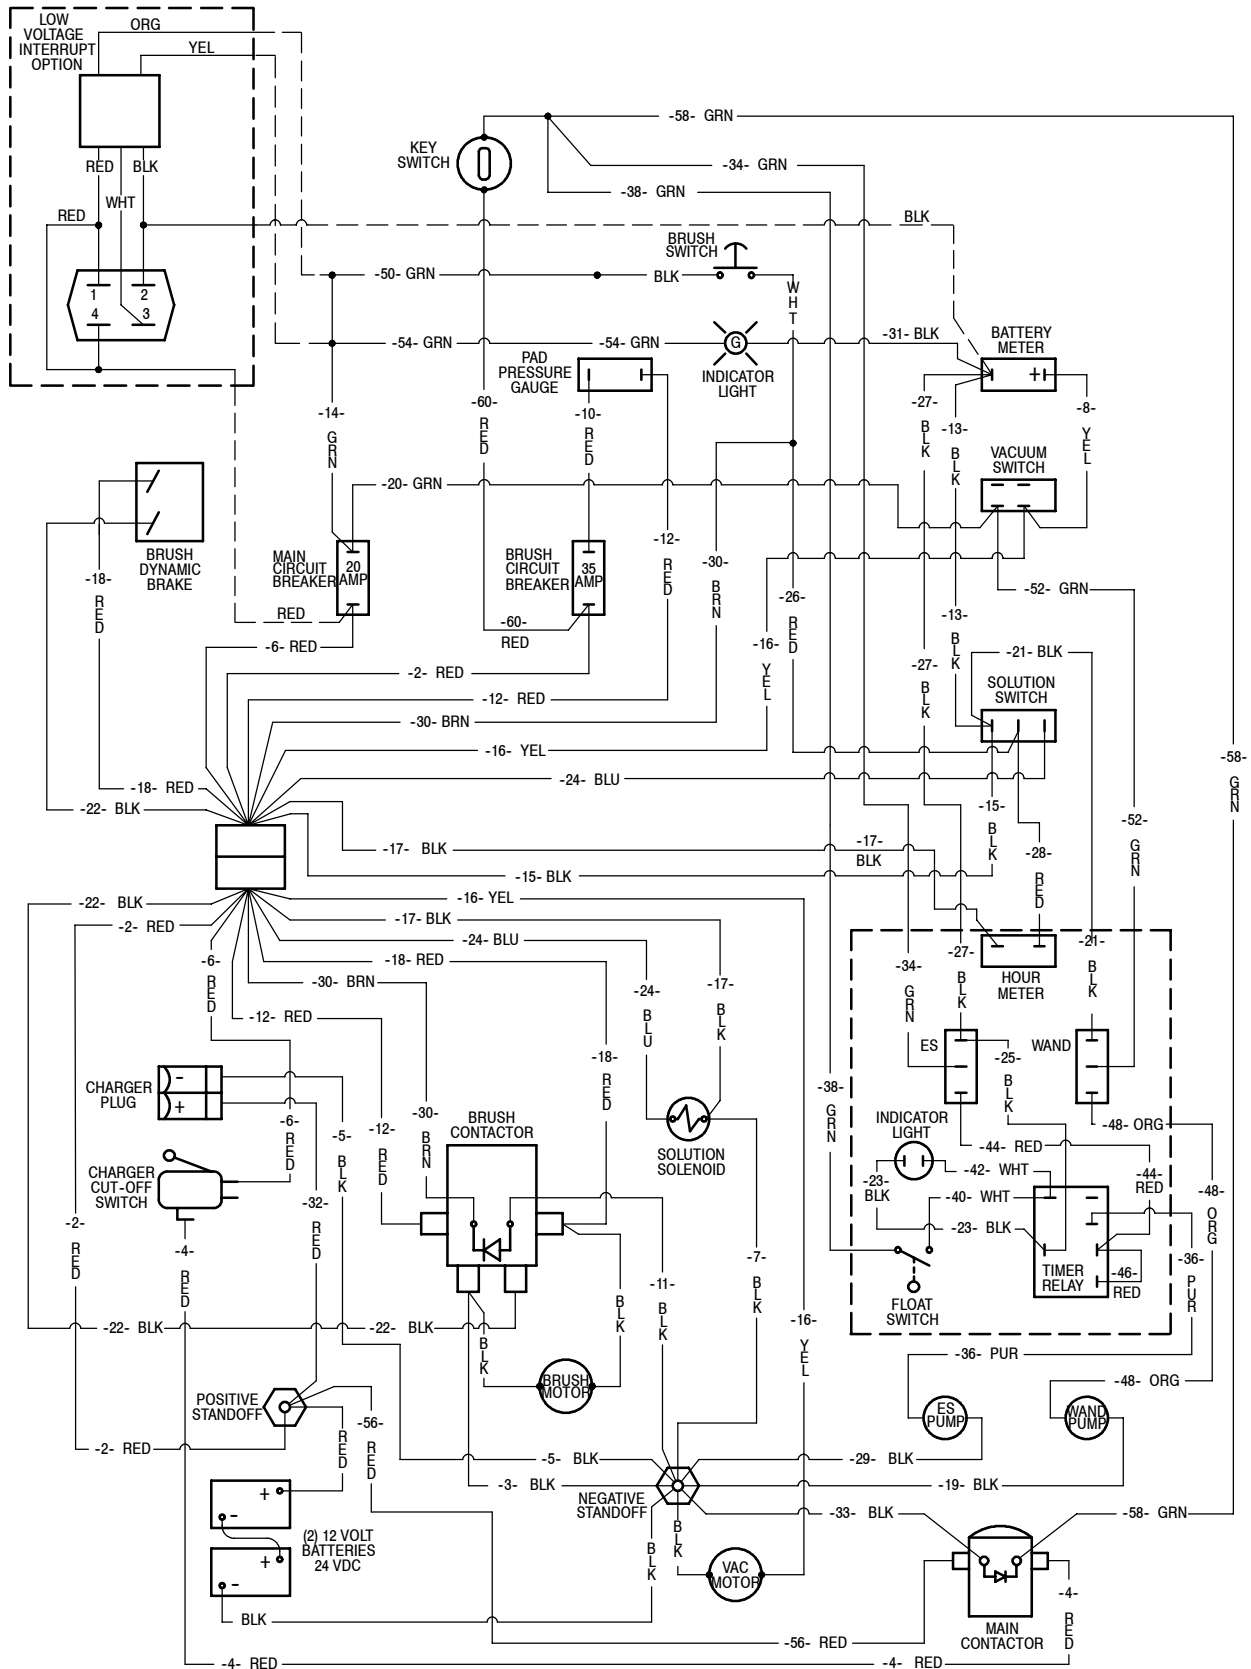 LOW
VOLTAGE
INTERRUPT
OPTION
ORG
YEL
RED
BLK
WHT
RED
1
2
4
3
KEY
SWITCH
-58- GRN
-34- GRN
-38- GRN
BLK
BRUSH
SWITCH
-50- GRN
BLK
WHT
-54- GRN
-54- GRN
G
-31- BLK
BATTERY
METER
+
PAD
PRESSURE
GAUGE
INDICATOR
LIGHT
-14- GRN
-60- RED
-10- RED
-27- BLK
-13- BLK
-8- YEL
VACUUM
SWITCH
-20- GRN
BRUSH
DYNAMIC
BRAKE
MAIN
CIRCUIT
BREAKER
20
AMP
BRUSH
CIRCUIT
BREAKER
35
AMP
-12- RED
-30- BRN
-18- RED
-52- GRN
-26- RED
-13- BLK
RED
-60-
RED
-6- RED
-16- YEL
-21- BLK
-27- BLK
-2- RED
SOLUTION
SWITCH
-12- RED
-30- BRN
-16- YEL
-24- BLU
-58- GRN
-18- RED
-22- BLK
-15- BLK
-52- GRN
-17- BLK
-17-
BLK
-28- RED
-15- BLK
-22- BLK
-16- YEL
-2- RED
-17- BLK
-24- BLU
-6- RED
-18- RED
-27- BLK
-21- BLK
-34- GRN
HOUR
METER
-30- BRN
-24- BLU
-17- BLK
-12- RED
ES
WAND
-25- BLK
-18- RED
CHARGER
PLUG
-
+
-38- GRN
-6- RED
-5- BLK
-12- RED
-30- BRN
BRUSH
CONTACTOR
INDICATOR
LIGHT
-48- ORG
-44- RED
SOLUTION
SOLENOID
CHARGER
CUT-OFF
SWITCH
-42- WHT
-44-
RED
-23-
BLK
-40- WHT
-48- ORG
-32- RED
-2- RED
-23- BLK
-4- RED
-7- BLK
-36- PUR
TIMER
RELAY
-46-
RED
-11- BLK
FLOAT
SWITCH
BLK
-22- BLK
-22- BLK
BLK
-16- YEL
-36- PUR
BRUSH
MOTOR
-48- ORG
POSITIVE
STANDOFF
-56- RED
ES
PUMP
WAND
PUMP
-2- RED
RED
-5- BLK
-29- BLK
-3- BLK
-19- BLK
NEGATIVE
STANDOFF
-33- BLK
-58- GRN
+
-
(2) 12 VOLT
BATTERIES
24 VDC
+
-
BLK
BLK
VAC
MOTOR
-4- RED
BLK
MAIN
CONTACTOR
-56- RED
-4- RED
-4- RED